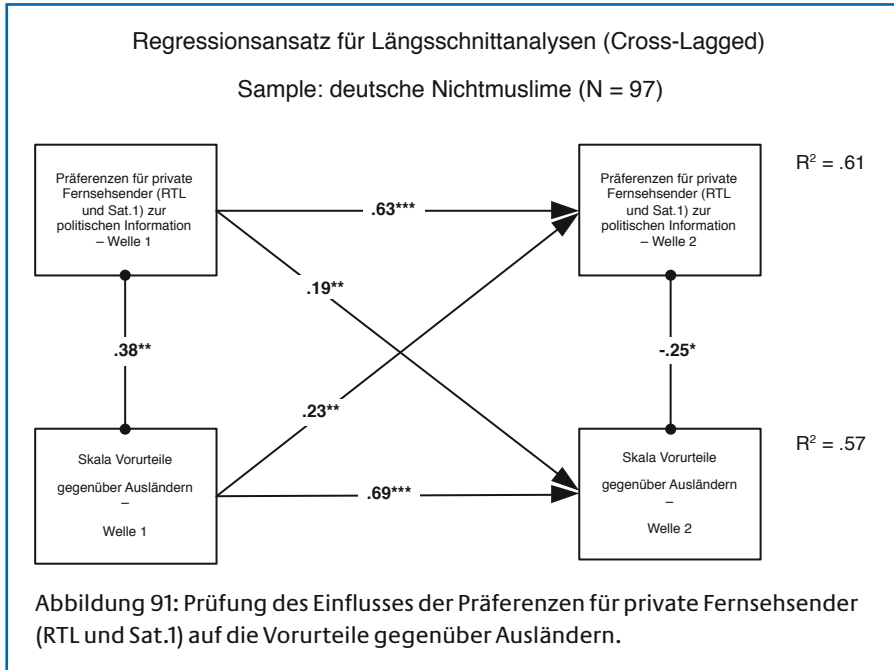 Regressionsansatz für Längsschnittanalysen (Cross-Lagged)
Sample: deutsche Nichtmuslime (N = 97)
Präferenzen für private
Fernsehsender (RTL
und Sat.1) zur
politischen Information
– Welle 1
Präferenzen für private
Fernsehsender (RTL
und Sat.1) zur
politischen Information
– Welle 2
R² = .61
.63***
.19**
.38**
-.25*
.23**
Skala Vorurteile
gegenüber Ausländern
–
Welle 1
Skala Vorurteile
gegenüber Ausländern
–
Welle 2
R² = .57
.69***
Abbildung 91: Prüfung des Einflusses der Präferenzen für private Fernsehsender
(RTL und Sat.1) auf die Vorurteile gegenüber Ausländern.